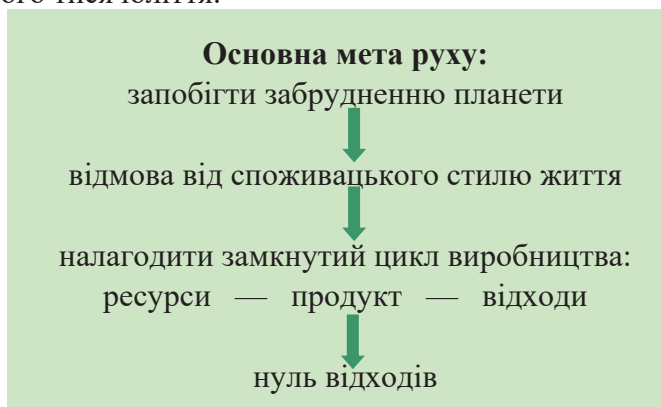 Основна мета руху:
запобігти забрудненню планети
відмова від споживацького стилю життя
налагодити замкнутий цикл виробництва:
ресурси — продукт — відходи
нуль відходів